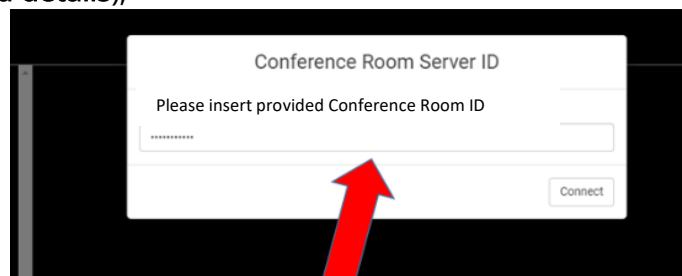 Conference Room Server ID
Please insert provided Conference Room ID
Connect